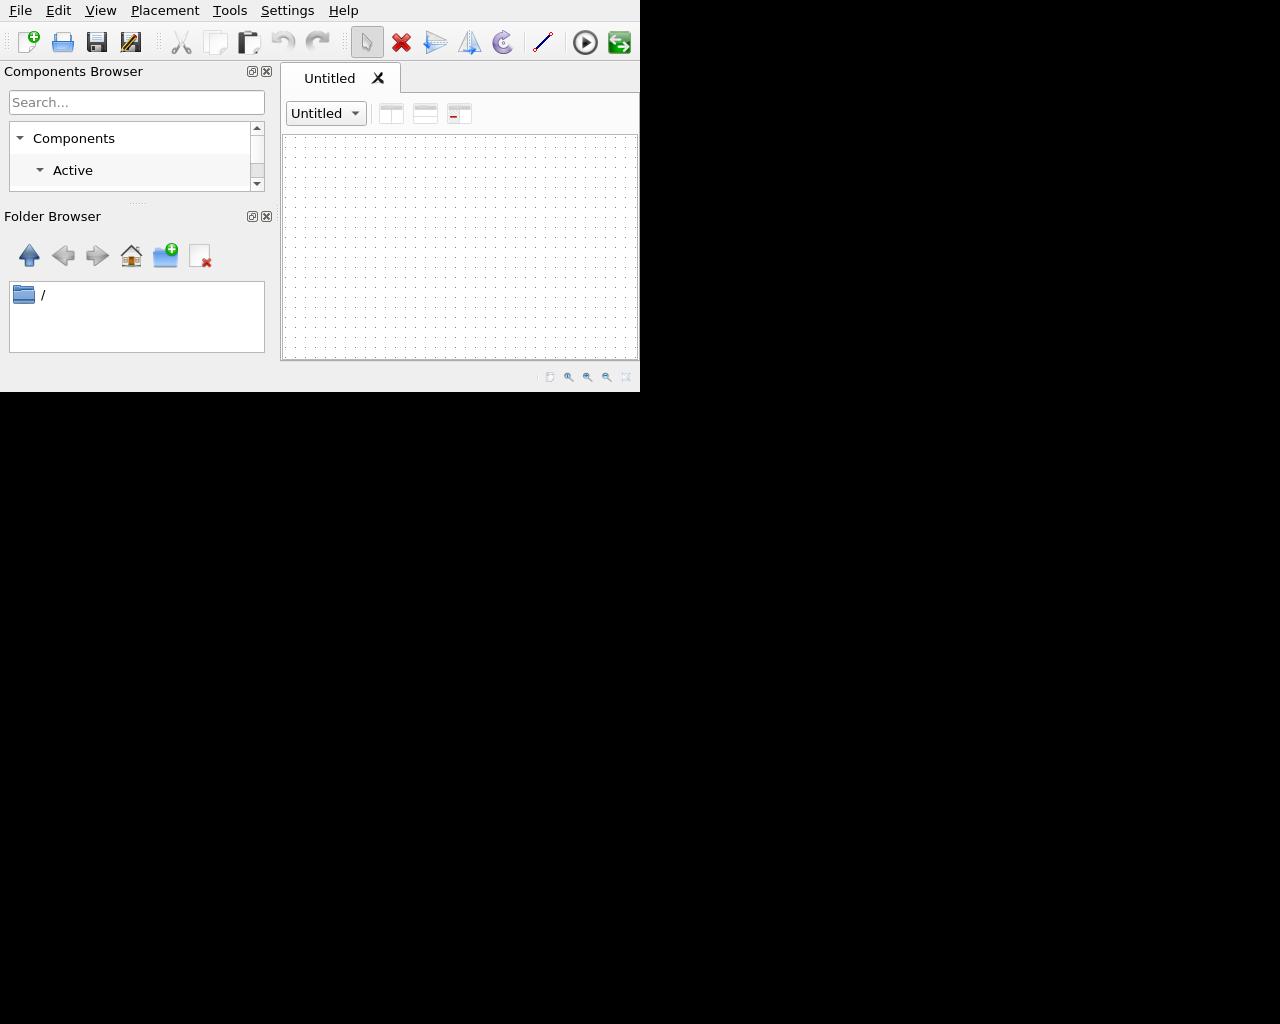 File Edit View Placement Tools Settings Help
Components Browser
Search...
Components
Active
Folder Browser
/
Untitled
Untitled